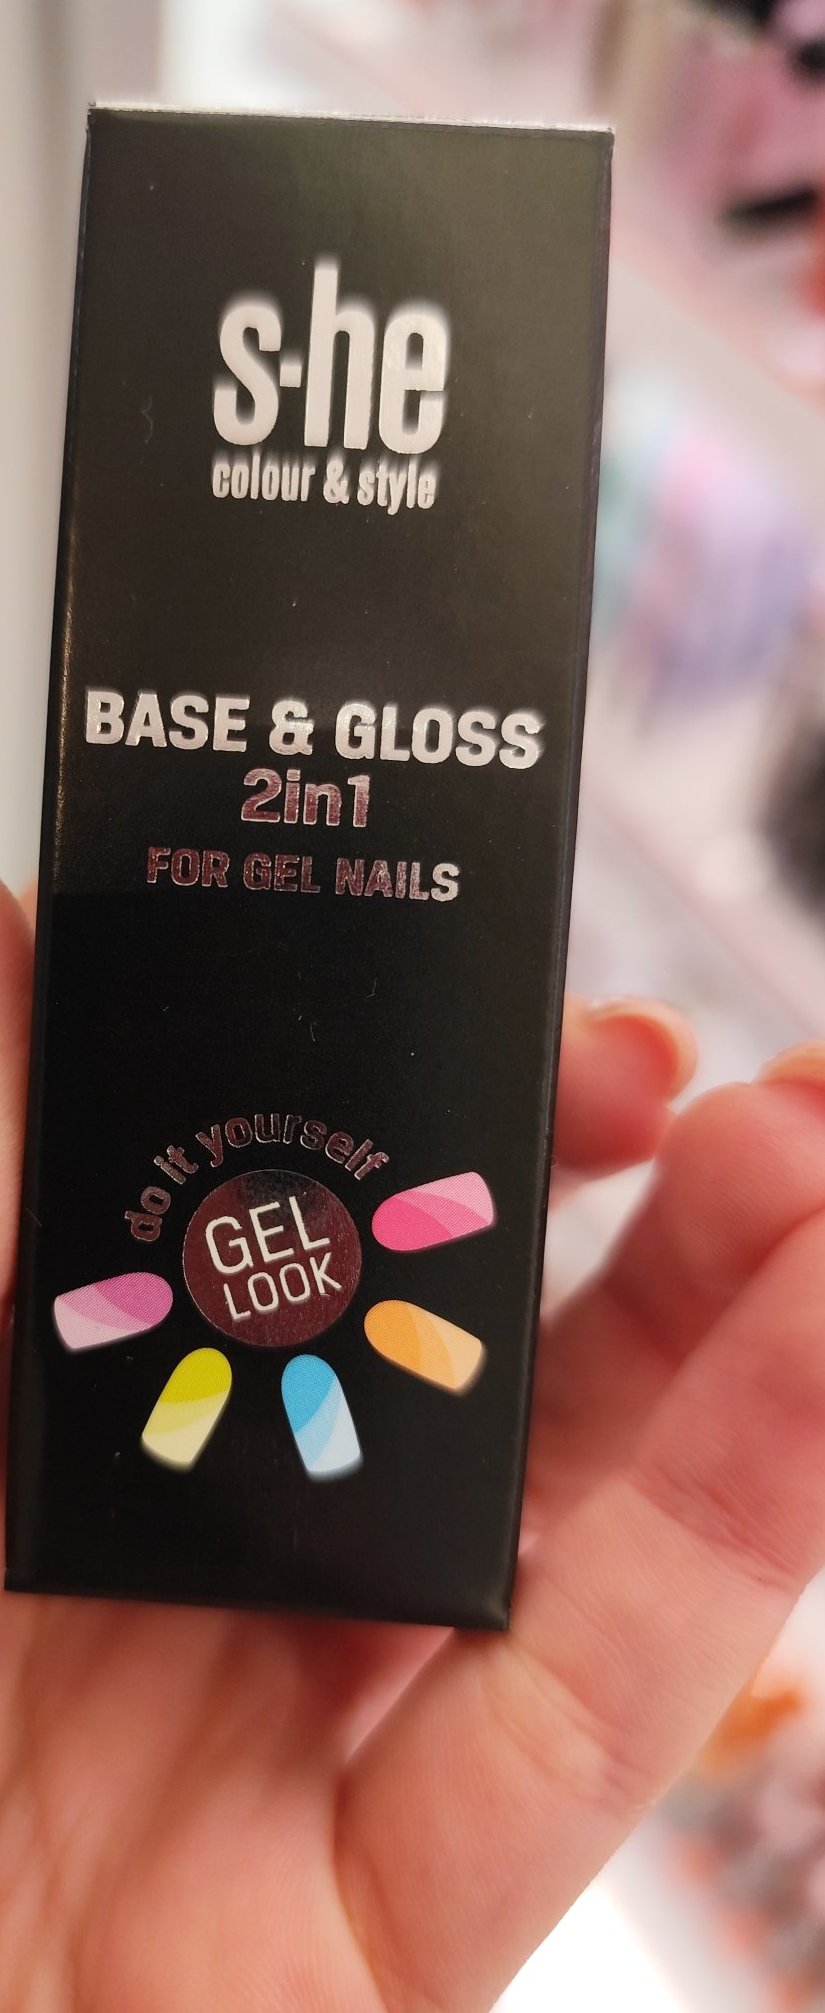 s-he
colour & style
BASE & GLOSS
2in1
FOR GEL NAILS
do it yourself
GEL
LOOK